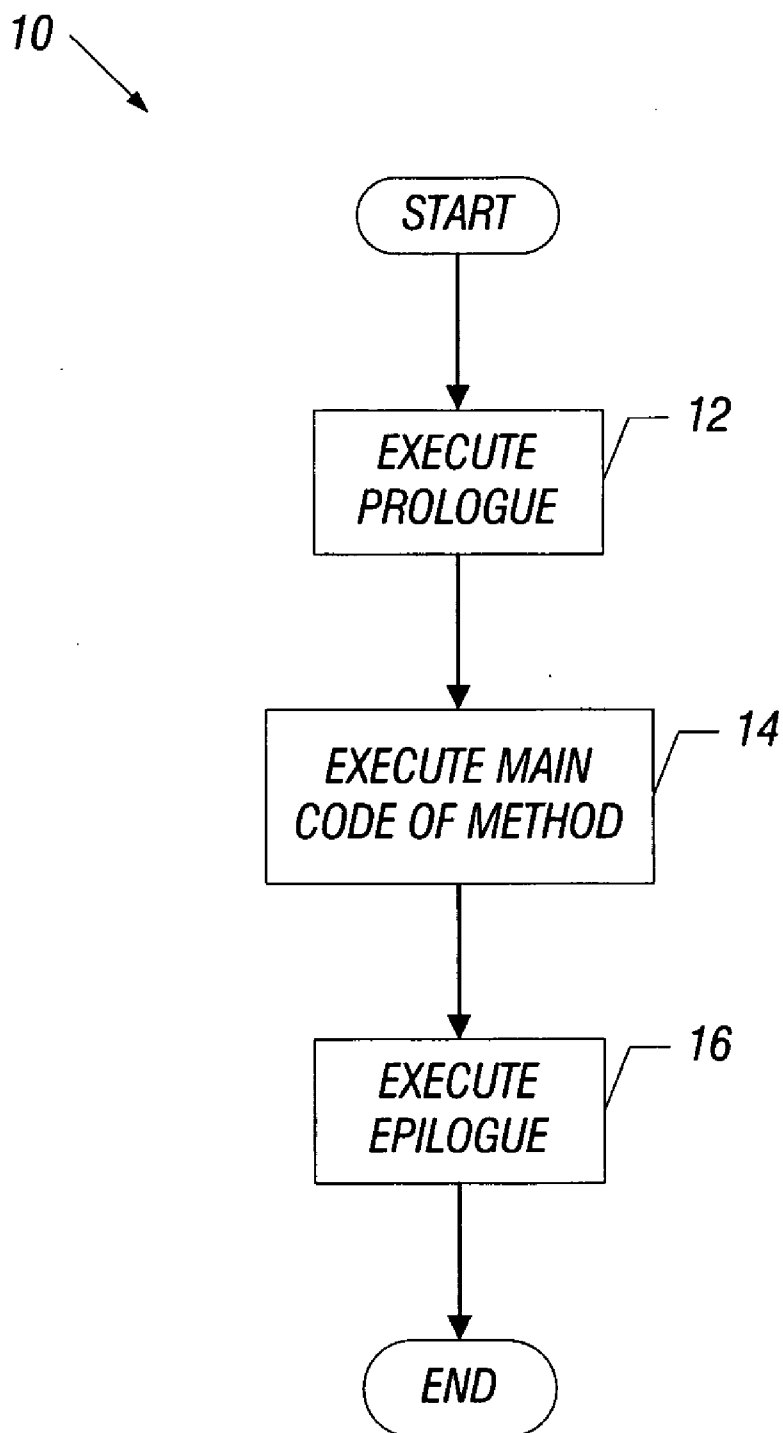 10
START
12
EXECUTE
PROLOGUE
14
EXECUTE MAIN
CODE OF METHOD
16
EXECUTE
EPILOGUE
END